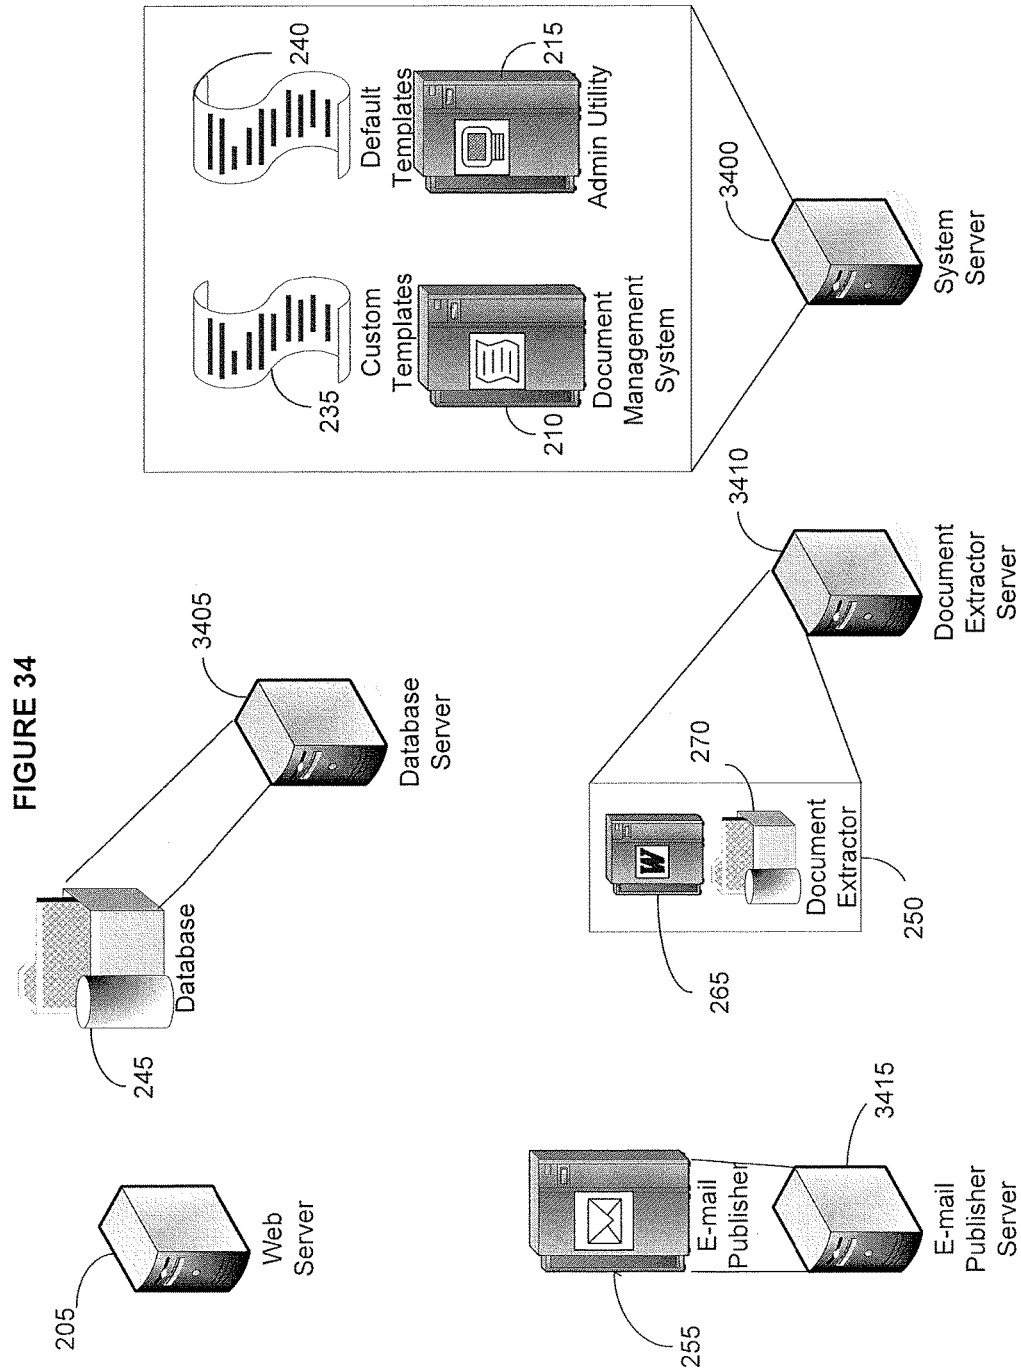 FIGURE 34
205
Web
Server
245
Database
3405
Database
Server
235
Custom
Templates
240
Default
Templates
210
Document
Management
System
215
Admin Utility
3400
System
Server
255
E-mail
Publisher
3415
E-mail
Publisher
Server
265
270
Document
Extractor
250
3410
Document
Extractor
Server
W